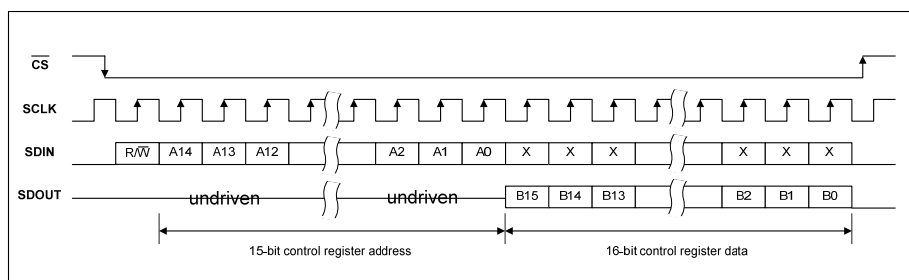 CS
SCLK
SDIN R/W A14 A13 A12 A2 A1 A0 X X X X X X
SDOUT undriven undriven B15 B14 B13 B2 B1 B0
15-bit control register address 16-bit control register data